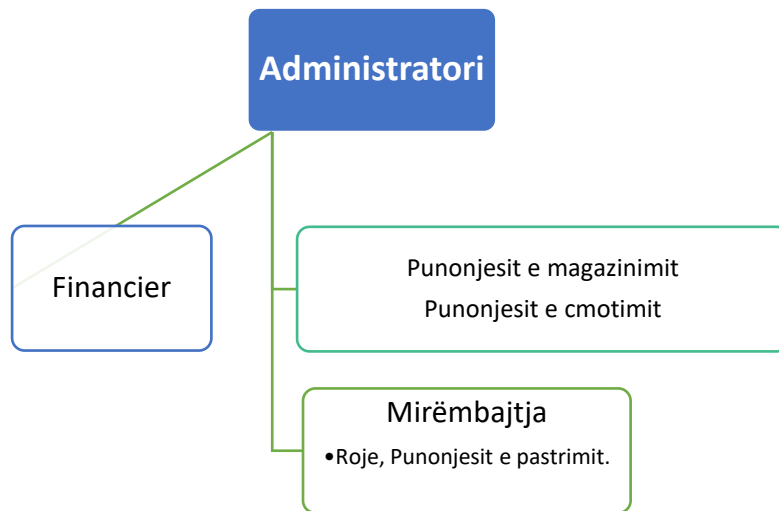 Administratori
Financier
Punonjesit e magazinimit
Punonjesit e cmotimit
Mirëmbajtja
•Roje, Punonjesit e pastrimit.